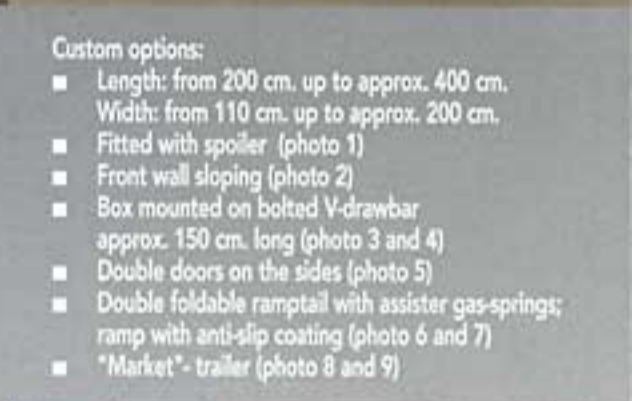 Custom options:
■ Length: from 200 cm. up to approx. 400 cm.
Width: from 110 cm. up to approx. 200 cm.
■ Fitted with spoiler (photo 1)
■ Front wall sloping (photo 2)
■ Box mounted on bolted V-drawbar
approx. 150 cm. long (photo 3 and 4)
■ Double doors on the sides (photo 5)
■ Double foldable ramptail with assister gas-springs;
ramp with anti-slip coating (photo 6 and 7)
■ "Market"- trailer (photo 8 and 9)